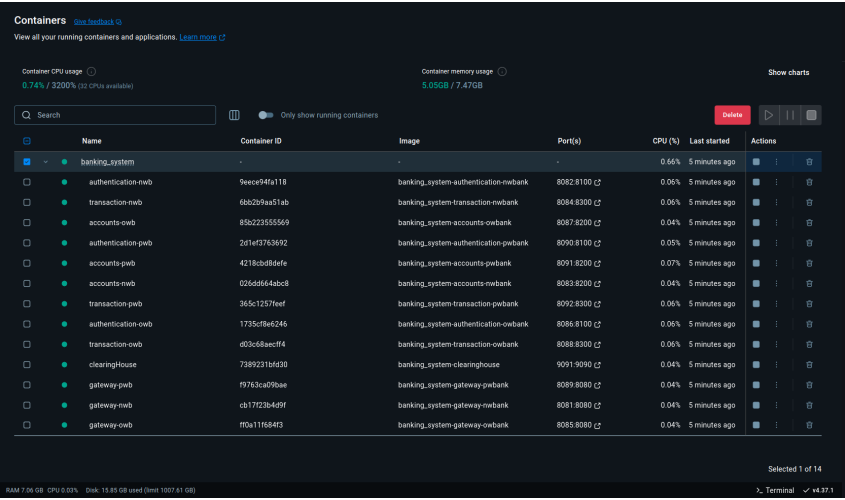 Containers Give feedback
View all your running containers and applications. Learn more
Container CPU usage
0.74% / 3200% (32 CPUs available)
Container memory usage
5.05GB / 7.47GB
Show charts
Search
Only show running containers
Delete
Name Container ID Image Port(s) CPU (%) Last started Actions
banking_system - - - 0.66% 5 minutes ago
authentication-nwb 9eece94fa118 banking_system-authentication-nwbank 8082:8100 0.06% 5 minutes ago
transaction-nwb 6bb2b9aa51ab banking_system-transaction-nwbank 8084:8300 0.06% 5 minutes ago
accounts-owb 85b223555569 banking_system-accounts-owbank 8087:8200 0.04% 5 minutes ago
authentication-pwb 2d1ef3763692 banking_system-authentication-pwbank 8090:8100 0.05% 5 minutes ago
accounts-pwb 4218cbd8defe banking_system-accounts-pwbank 8091:8200 0.07% 5 minutes ago
accounts-nwb 026dd664abc8 banking_system-accounts-nwbank 8083:8200 0.04% 5 minutes ago
transaction-pwb 365c1257feef banking_system-transaction-pwbank 8092:8300 0.06% 5 minutes ago
authentication-owb 1735cf8e6246 banking_system-authentication-owbank 8086:8100 0.06% 5 minutes ago
transaction-owb d03c68aecff4 banking_system-transaction-owbank 8088:8300 0.06% 5 minutes ago
clearingHouse 7389231bfd30 banking_system-clearinghouse 9091:9090 0.04% 5 minutes ago
gateway-pwb f9763ca09bae banking_system-gateway-pwbank 8089:8080 0.04% 5 minutes ago
gateway-nwb cb17f23b4d9f banking_system-gateway-nwbank 8081:8080 0.04% 5 minutes ago
gateway-owb ff0a11f684f3 banking_system-gateway-owbank 8085:8080 0.04% 5 minutes ago
Selected 1 of 14
RAM 7.06 GB CPU 0.03% Disk: 15.85 GB used (limit 1007.61 GB) >_ Terminal v4.37.1